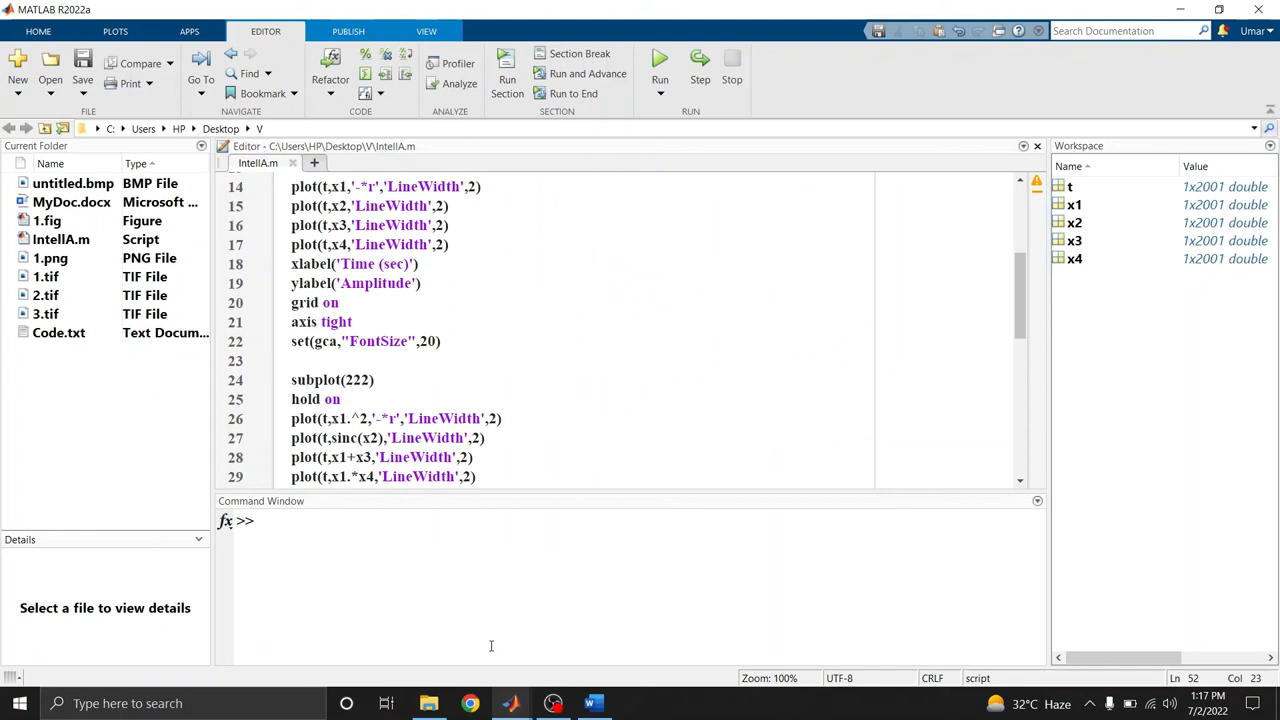 MATLAB R2022a
HOME PLOTS APPS EDITOR PUBLISH VIEW Search Documentation Umar
New Open Save Compare Print Go To Find Bookmark Refactor Profiler Analyze Run Section Section Break Run and Advance Run to End Run Step Stop
FILE NAVIGATE CODE ANALYZE SECTION RUN
C: Users HP Desktop V
Current Folder
Name Type
untitled.bmp BMP File
MyDoc.docx Microsoft ...
1.fig Figure
IntellA.m Script
1.png PNG File
1.tif TIF File
2.tif TIF File
3.tif TIF File
Code.txt Text Docum...
Details
Select a file to view details
Editor - C:\Users\HP\Desktop\V\IntellA.m
IntellA.m
14 plot(t,x1,'-*r','LineWidth',2)
15 plot(t,x2,'LineWidth',2)
16 plot(t,x3,'LineWidth',2)
17 plot(t,x4,'LineWidth',2)
18 xlabel('Time (sec)')
19 ylabel('Amplitude')
20 grid on
21 axis tight
22 set(gca,"FontSize",20)
23
24 subplot(222)
25 hold on
26 plot(t,x1.^2,'-*r','LineWidth',2)
27 plot(t,sinc(x2),'LineWidth',2)
28 plot(t,x1+x3,'LineWidth',2)
29 plot(t,x1.*x4,'LineWidth',2)
Command Window
fx >>
Workspace
Name Value
t 1x2001 double
x1 1x2001 double
x2 1x2001 double
x3 1x2001 double
x4 1x2001 double
Zoom: 100% UTF-8 CRLF script Ln 52 Col 23
Type here to search
32°C Haze
1:17 PM
7/2/2022